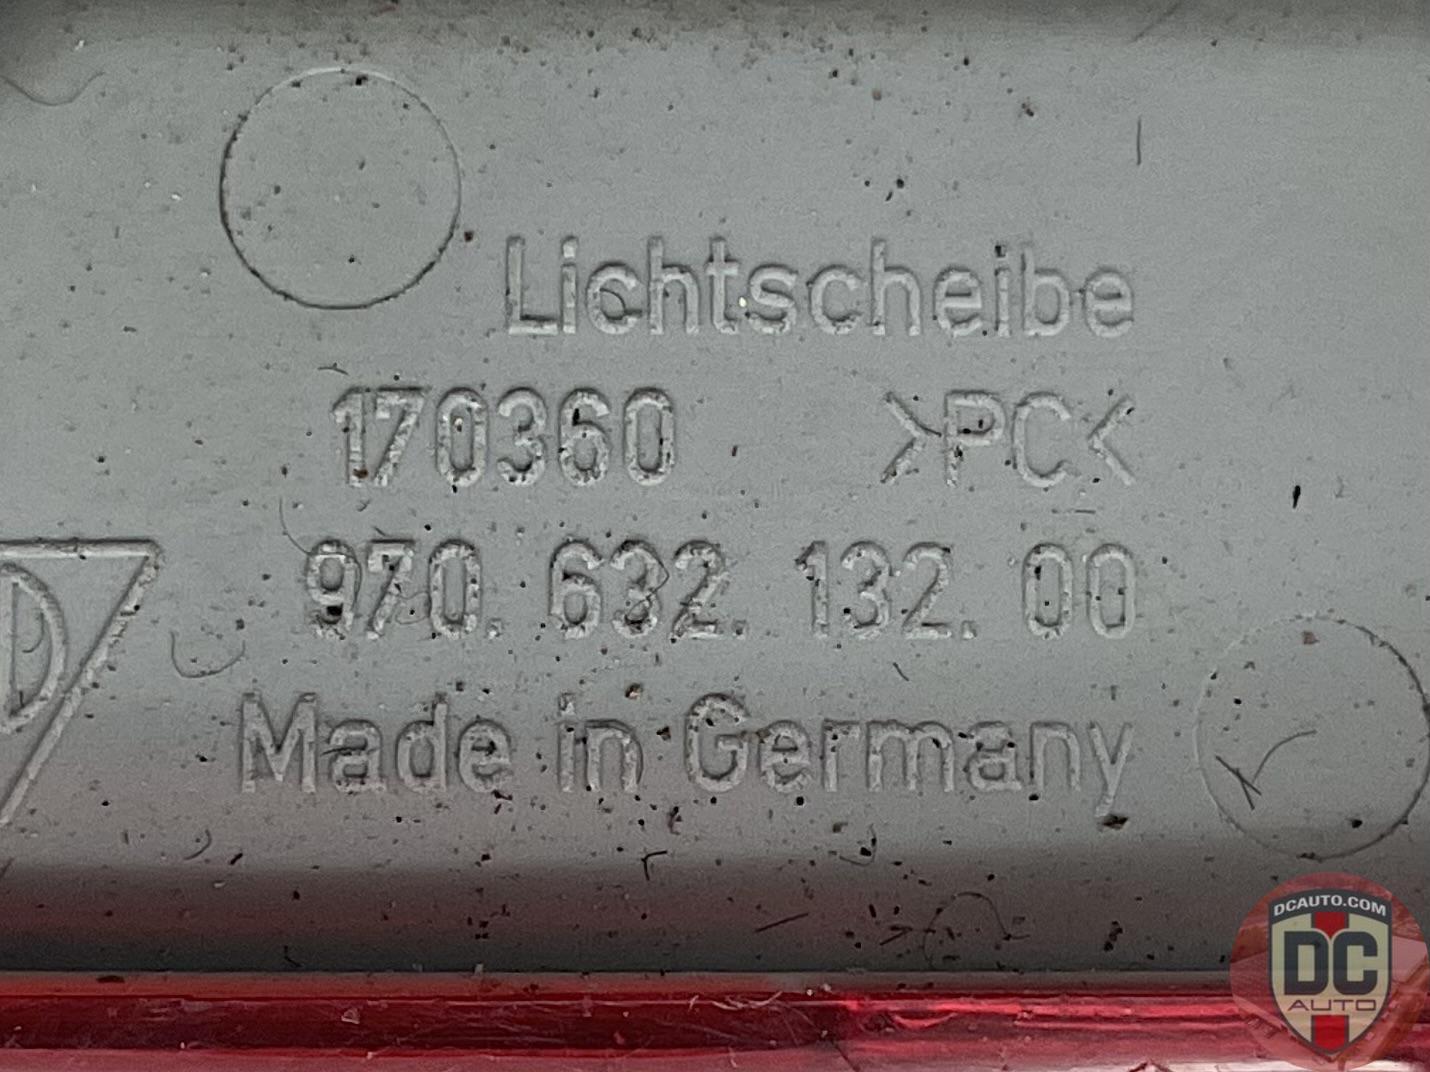 Lichtscheibe
170360 >PC<
970. 632. 132. 00
Made in Germany
DCAUTO.COM
DC
AUTO